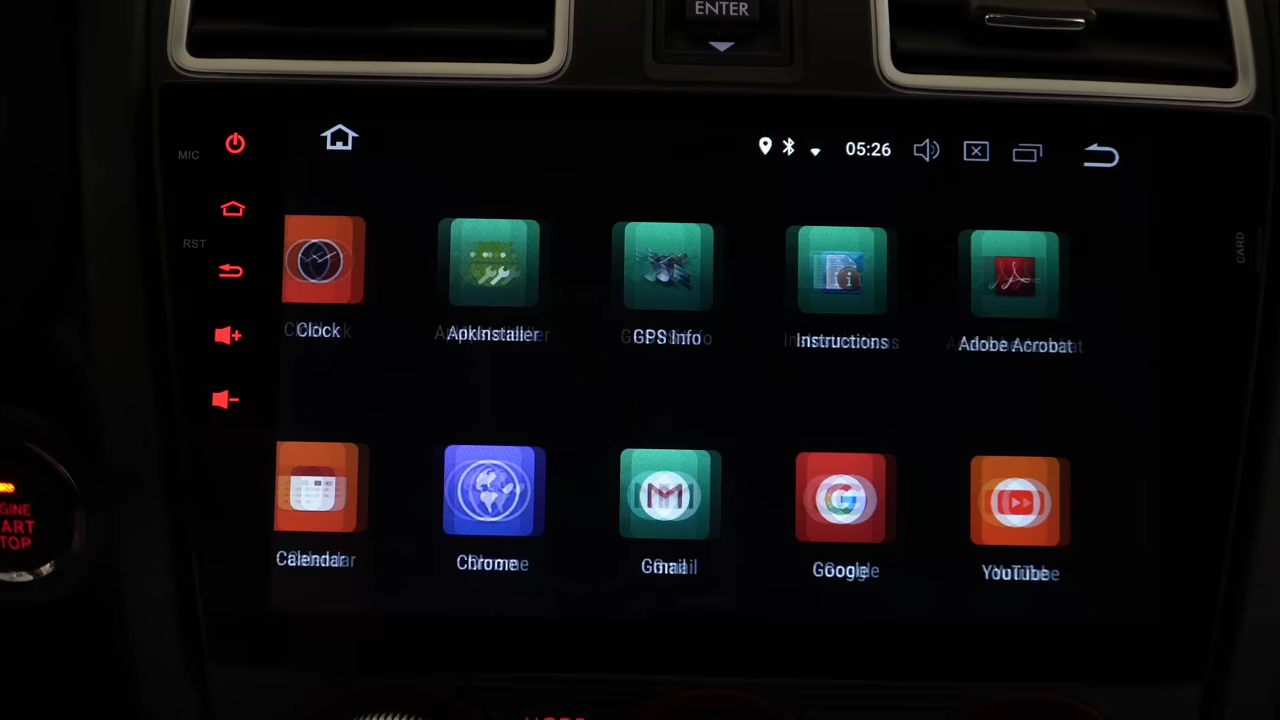 ENTER
MIC
05:26
RST
CARD
Clock
ApkInstaller
GPS Info
Instructions
Adobe Acrobat
Calendar
Chrome
Gmail
Google
YouTube